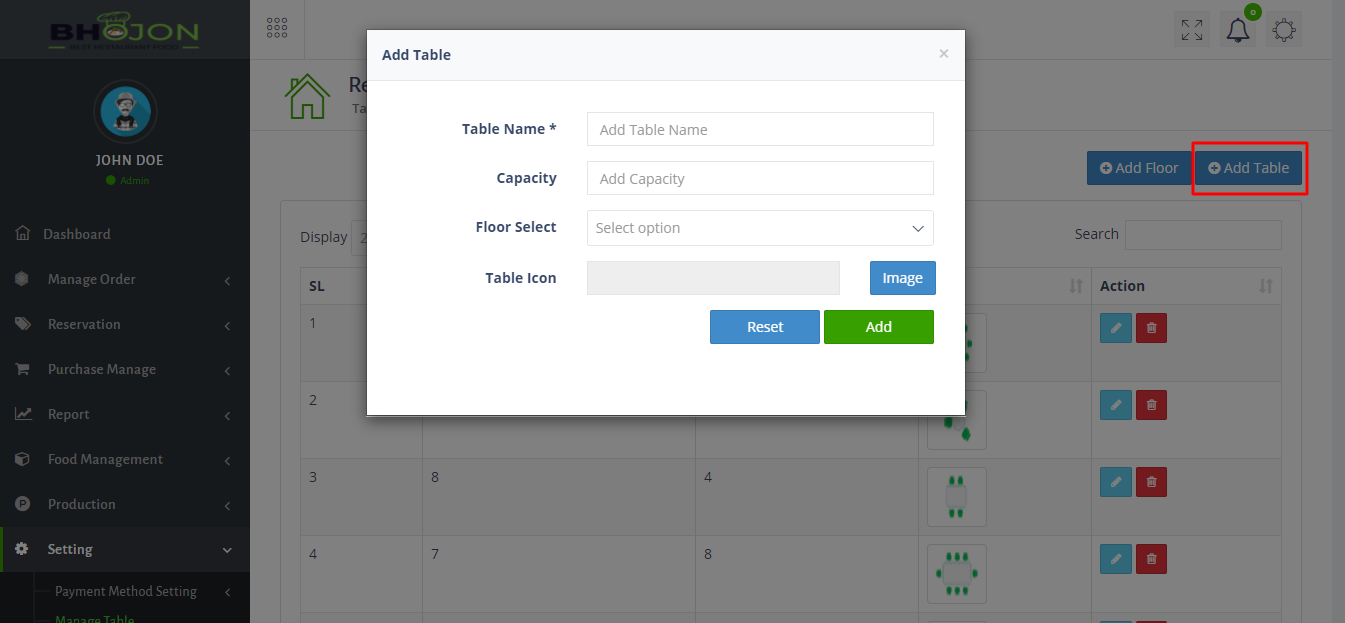 BHOJON
BEST RESTAURANT FOODS
JOHN DOE
Admin
Dashboard
Manage Order
Reservation
Purchase Manage
Report
Food Management
Production
Setting
Payment Method Setting
Manage Table
0
Re
Ta
Add Floor
Add Table
Display 2
Search
SL
Action
1
2
3 8 4
4 7 8
Add Table
×
Table Name * Add Table Name
Capacity Add Capacity
Floor Select Select option
Table Icon Image
Reset Add